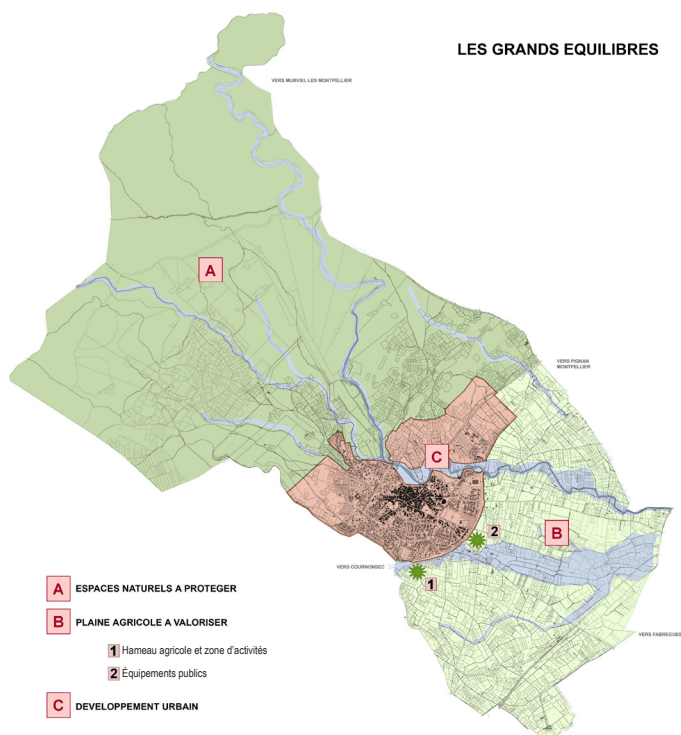 LES GRANDS EQUILIBRES
VERS MURVIEL LES MONTPELLIER
A
VERS PIGNAN
MONTPELLIER
C
2
B
VERS COURNONSEC
1
A ESPACES NATURELS A PROTEGER
B PLAINE AGRICOLE A VALORISER
VERS FABREGUES
1 Hameau agricole et zone d'activités
2 Équipements publics
C DEVELOPPEMENT URBAIN